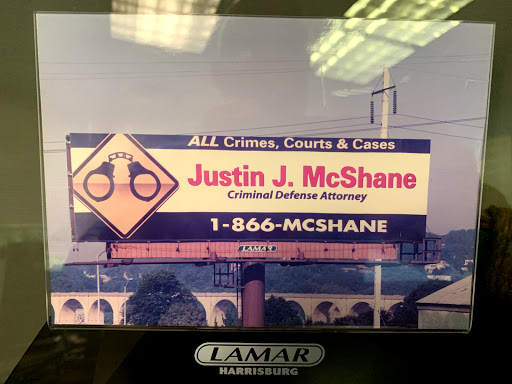 ALL Crimes, Courts & Cases
Justin J. McShane
Criminal Defense Attorney
1-866-MCSHANE
LAMAR
LAMAR
HARRISBURG